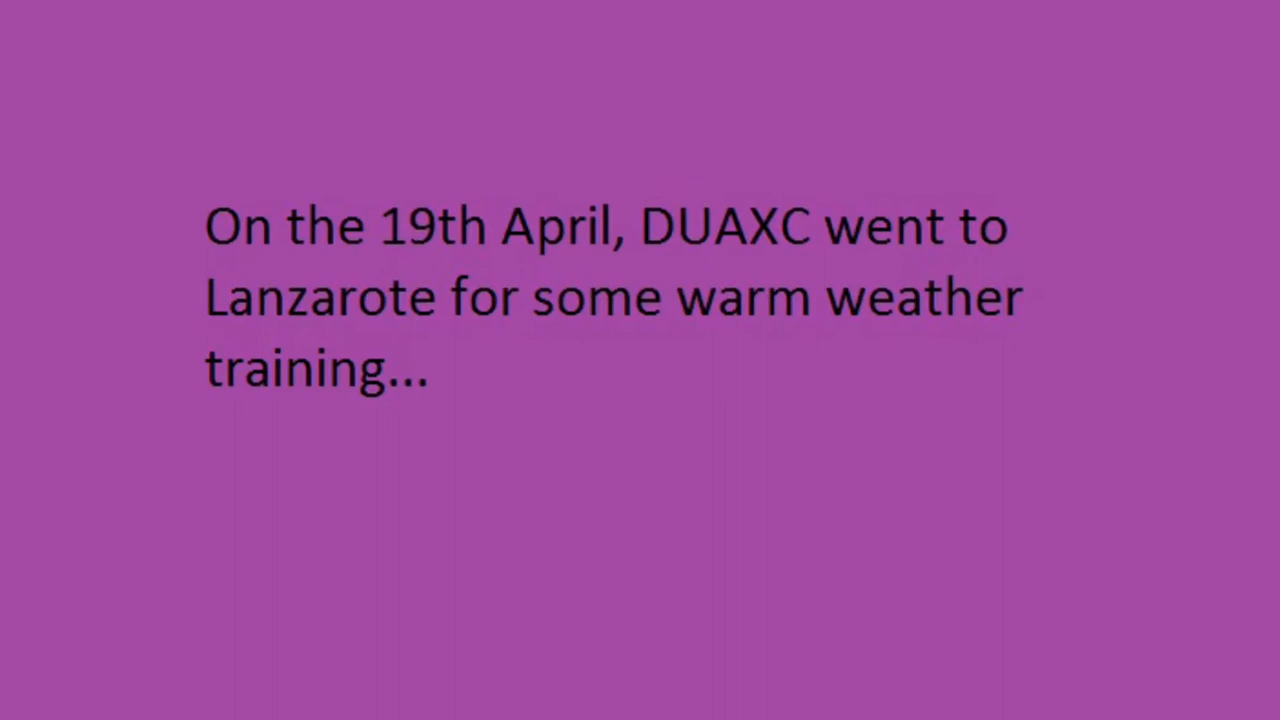 On the 19th April, DUAXC went to
Lanzarote for some warm weather
training...